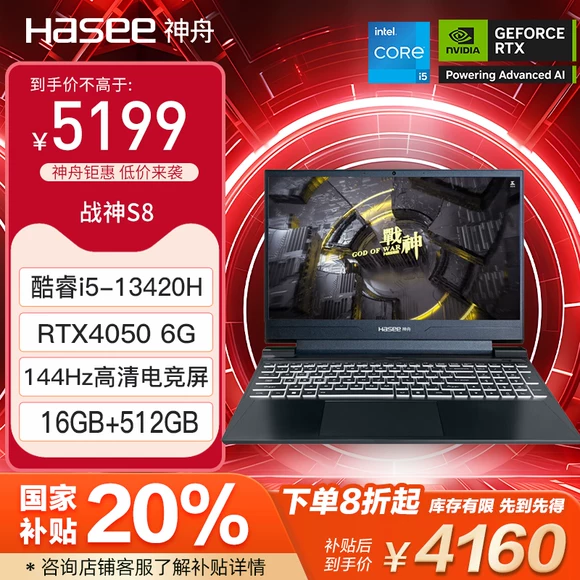 Hasee 神舟
intel
CORE
i5
NVIDIA
GEFORCE
RTX
Powering Advanced AI
到手价不高于:
¥5199
神舟钜惠 低价来袭
战神S8
酷睿i5-13420H
RTX4050 6G
144Hz高清电竞屏
16GB+512GB
戰神
GOD OF WAR
Hasee 神舟
国家
补贴
20%
下单8折起 库存有限 先到先得
补贴后
到手价
¥4160
* 咨询店铺客服了解补贴详情